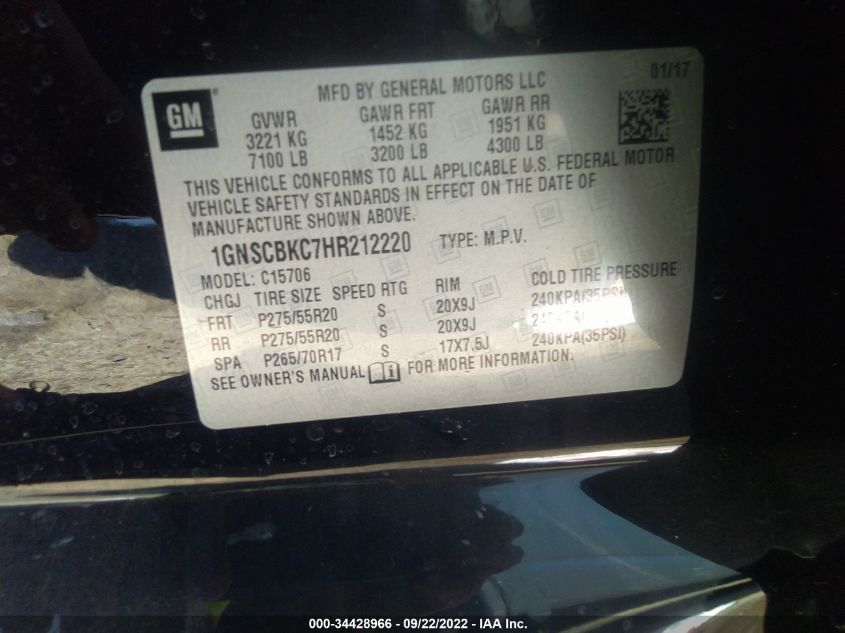 MFD BY GENERAL MOTORS LLC 01/17
GM ®
GVWR GAWR FRT GAWR RR
3221 KG 1452 KG 1951 KG
7100 LB 3200 LB 4300 LB
THIS VEHICLE CONFORMS TO ALL APPLICABLE U.S. FEDERAL MOTOR
VEHICLE SAFETY STANDARDS IN EFFECT ON THE DATE OF
MANUFACTURE SHOWN ABOVE.
1GNSCBKC7HR212220 TYPE: M.P.V.
MODEL: C15706
CHGJ TIRE SIZE SPEED RTG RIM COLD TIRE PRESSURE
FRT P275/55R20 S 20X9J 240KPA(35PSI)
RR P275/55R20 S 20X9J
SPA P265/70R17 S 17X7.5J 240KPA(35PSI)
SEE OWNER'S MANUAL FOR MORE INFORMATION.
000-34428966 - 09/22/2022 - IAA Inc.